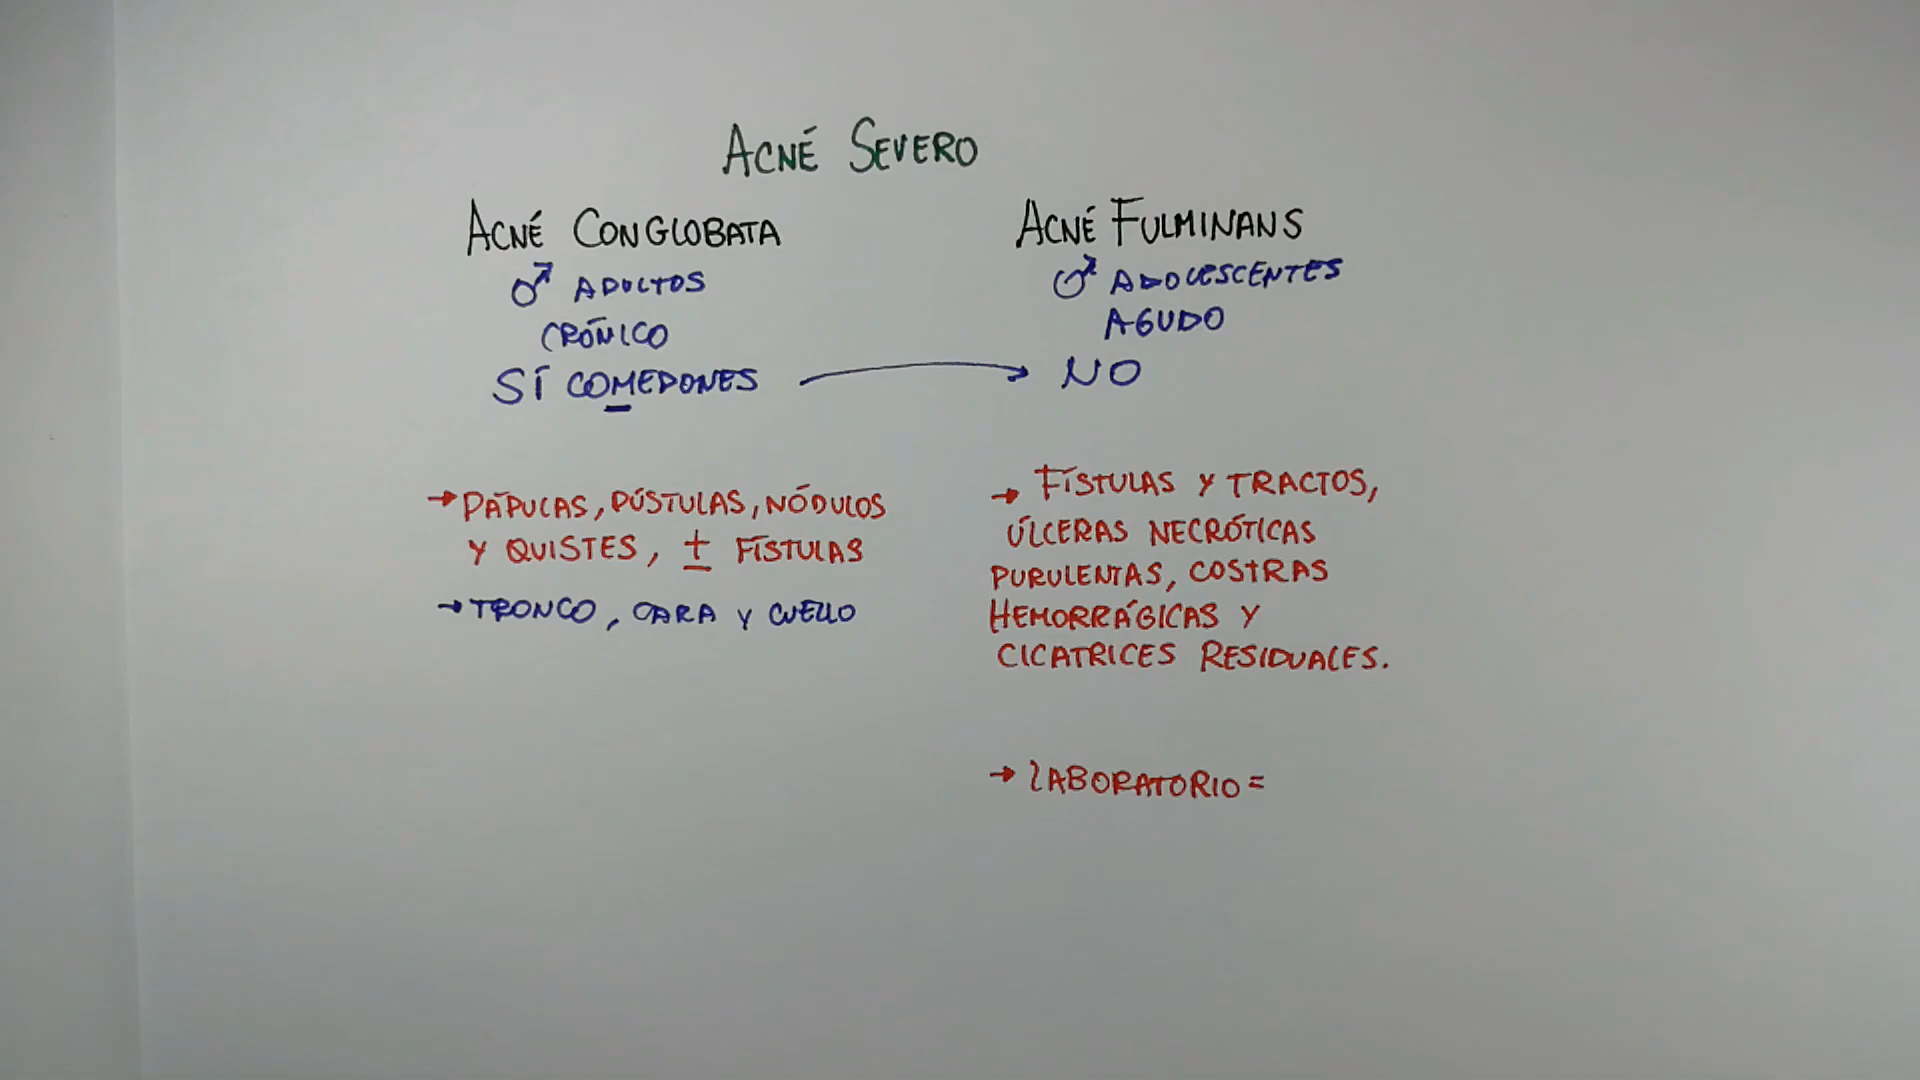 ACNÉ SEVERO
ACNÉ CONGLOBATA
♂ ADULTOS
CRÓNICO
SÍ COMEDONES → NO
→ PÁPULAS, PÚSTULAS, NÓDULOS
Y QUISTES, ± FÍSTULAS
→ TRONCO, CARA Y CUELLO
ACNÉ FULMINANS
♂ ADOLESCENTES
AGUDO
→ FÍSTULAS Y TRACTOS,
ÚLCERAS NECRÓTICAS
PURULENTAS, COSTRAS
HEMORRÁGICAS Y
CICATRICES RESIDUALES.
→ LABORATORIO =